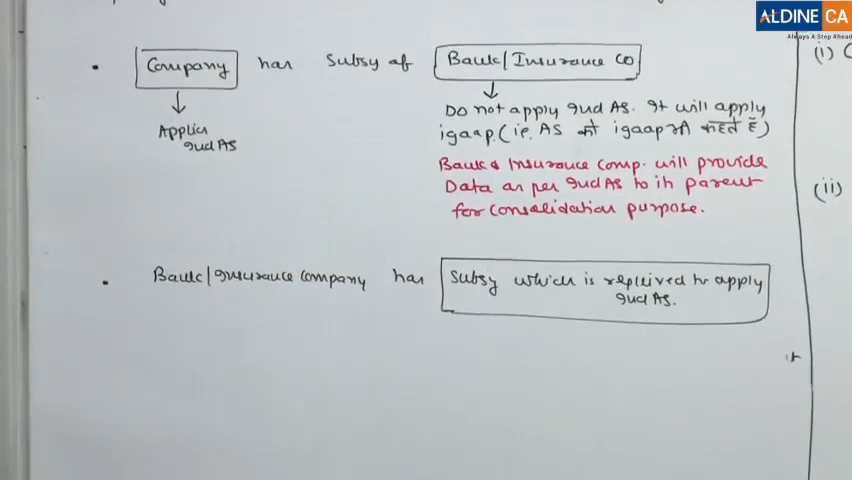 ALDINE CA
Always A Step Ahead
• Company has Subsy of Bank/Insurance Co
(i)
Do not apply Ind AS. It will apply
igaap. (ie. AS को igaap भी कहते हैं)
Applies
Ind AS
Bank & Insurance Comp. will provide
Data as per Ind AS to its parent
for Consolidation purpose.
(ii)
• Bank/Insurance Company has Subsy which is required to apply
Ind AS.